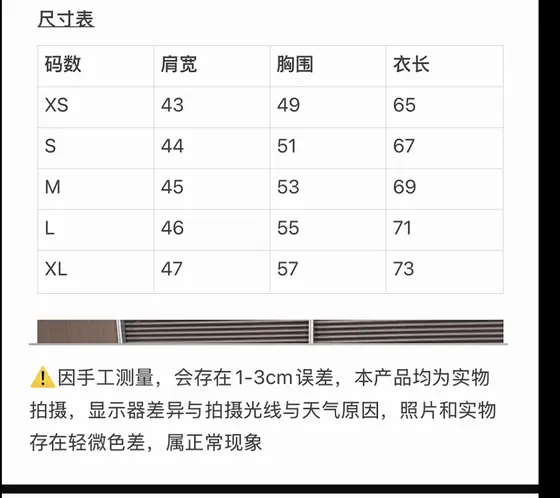 尺寸表
码数 肩宽 胸围 衣长
XS 43 49 65
S 44 51 67
M 45 53 69
L 46 55 71
XL 47 57 73
⚠️因手工测量，会存在1-3cm误差，本产品均为实物
拍摄，显示器差异与拍摄光线与天气原因，照片和实物
存在轻微色差，属正常现象